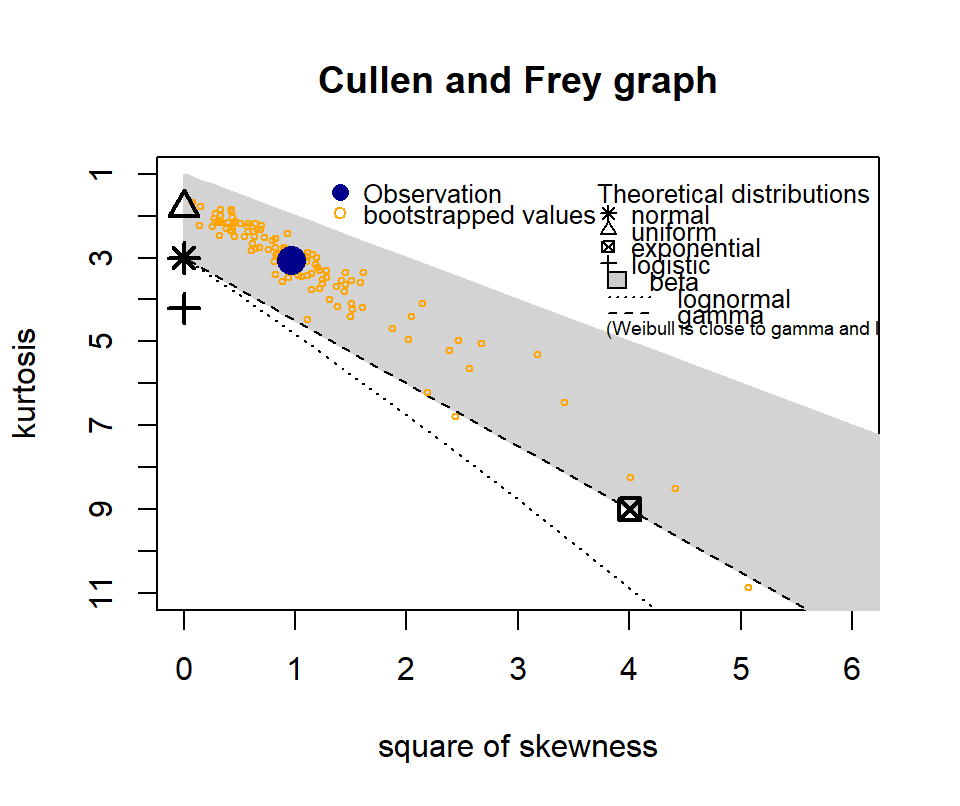 Cullen and Frey graph
Observation
bootstrapped values
Theoretical distributions
normal
uniform
exponential
logistic
beta
lognormal
gamma
(Weibull is close to gamma and l
kurtosis
1
3
5
7
9
11
0 1 2 3 4 5 6
square of skewness